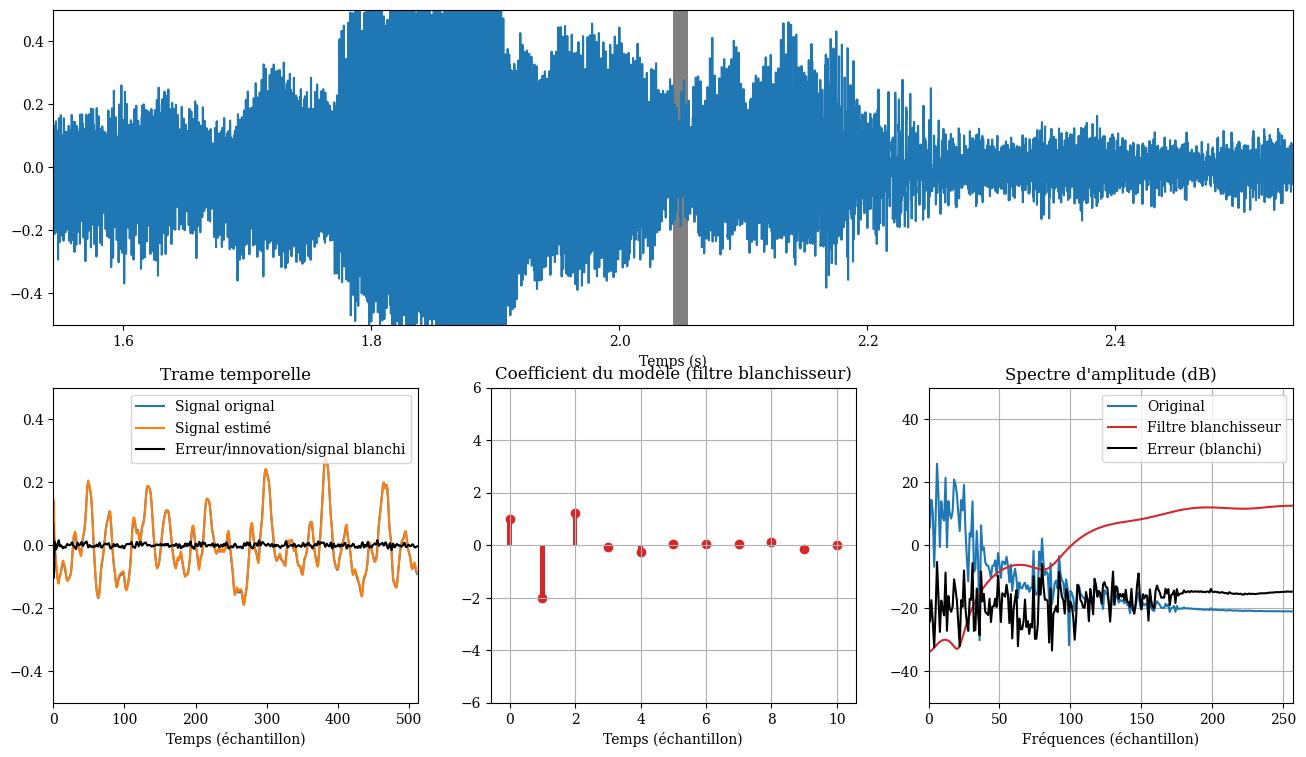 0.4
0.2
0.0
−0.2
−0.4
1.6 1.8 2.0 2.2 2.4
Temps (s)
Trame temporelle
Signal orignal
Signal estimé
Erreur/innovation/signal blanchi
0.4
0.2
0.0
−0.2
−0.4
0 100 200 300 400 500
Temps (échantillon)
Coefficient du modèle (filtre blanchisseur)
6
4
2
0
−2
−4
−6
0 2 4 6 8 10
Temps (échantillon)
Spectre d'amplitude (dB)
Original
Filtre blanchisseur
Erreur (blanchi)
40
20
0
−20
−40
0 50 100 150 200 250
Fréquences (échantillon)